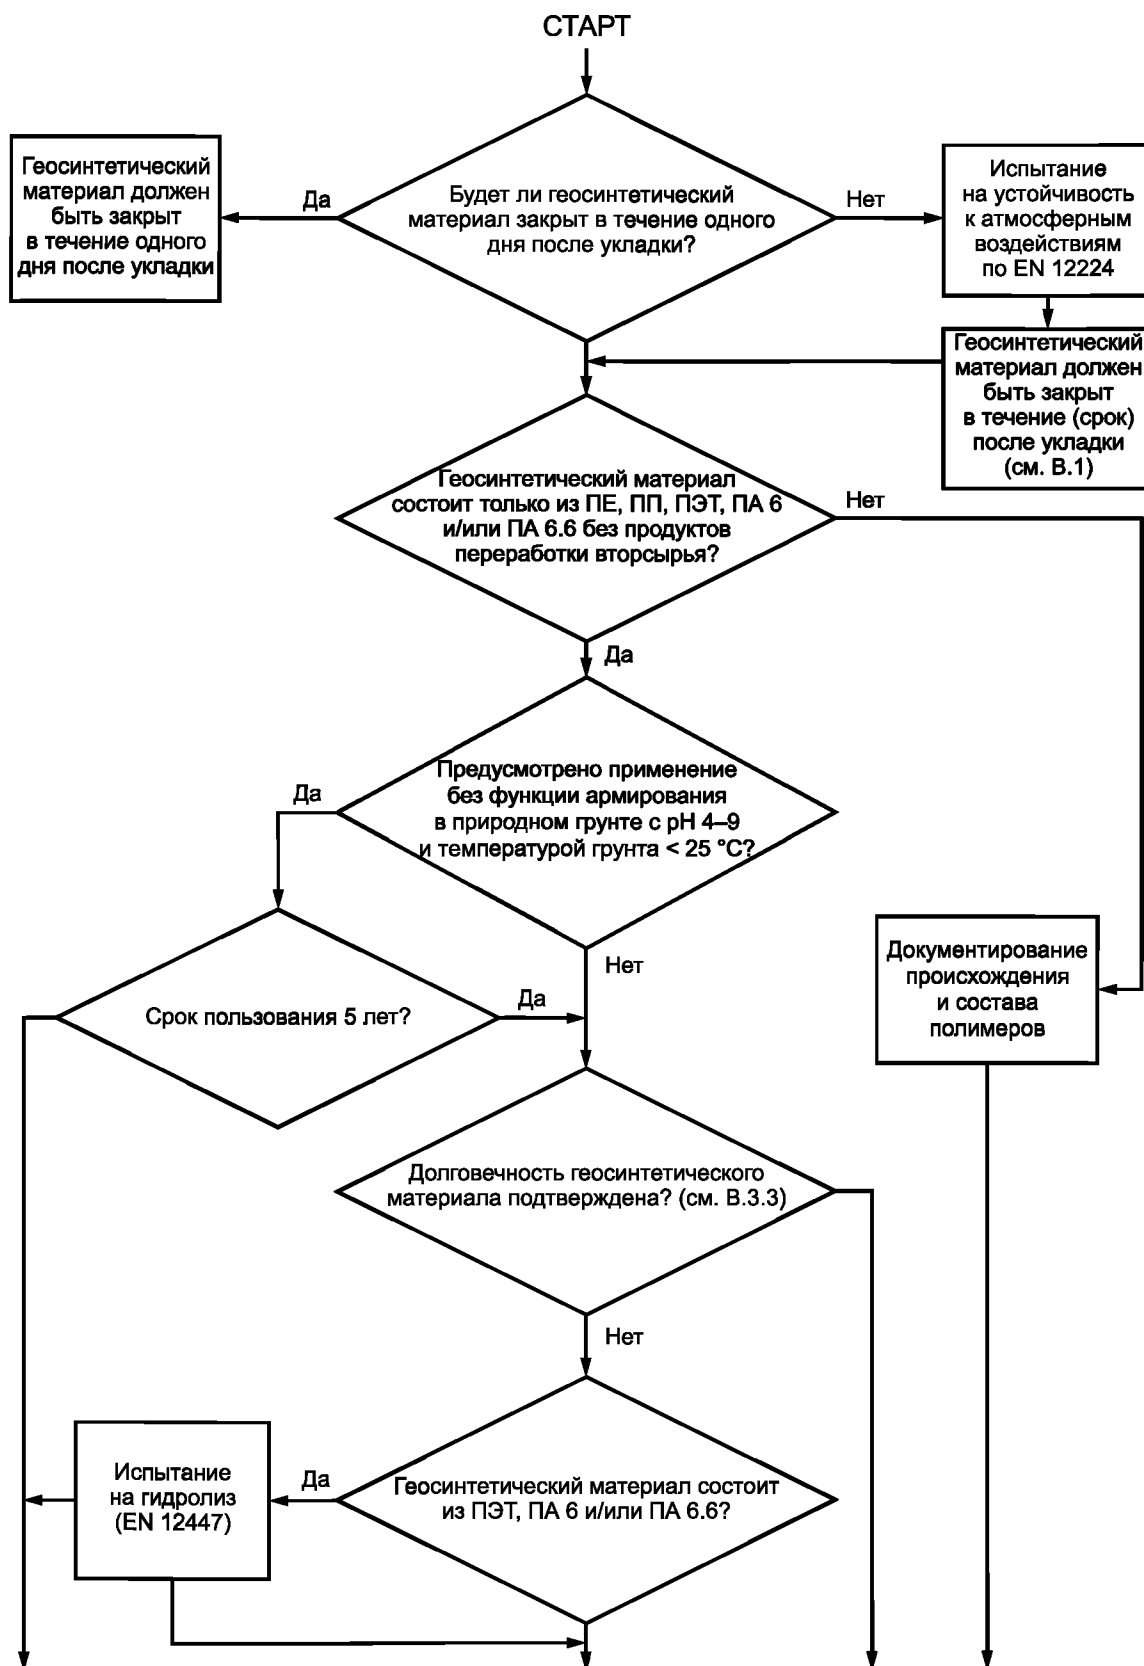 СТАРТ
Геосинтетический
материал должен
быть закрыт
в течение одного
дня после укладки
Да
Будет ли геосинтетический
материал закрыт в течение одного
дня после укладки?
Нет
Испытание
на устойчивость
к атмосферным
воздействиям
по EN 12224
Геосинтетический
материал должен
быть закрыт
в течение (срок)
после укладки
(см. B.1)
Геосинтетический материал
состоит только из ПЕ, ПП, ПЭТ, ПА 6
и/или ПА 6.6 без продуктов
переработки вторсырья?
Нет
Да
Предусмотрено применение
без функции армирования
в природном грунте с pH 4–9
и температурой грунта < 25 °C?
Да
Нет
Срок пользования 5 лет?
Да
Документирование
происхождения
и состава
полимеров
Долговечность геосинтетического
материала подтверждена? (см. B.3.3)
Нет
Испытание
на гидролиз
(EN 12447)
Да
Геосинтетический материал состоит
из ПЭТ, ПА 6 и/или ПА 6.6?